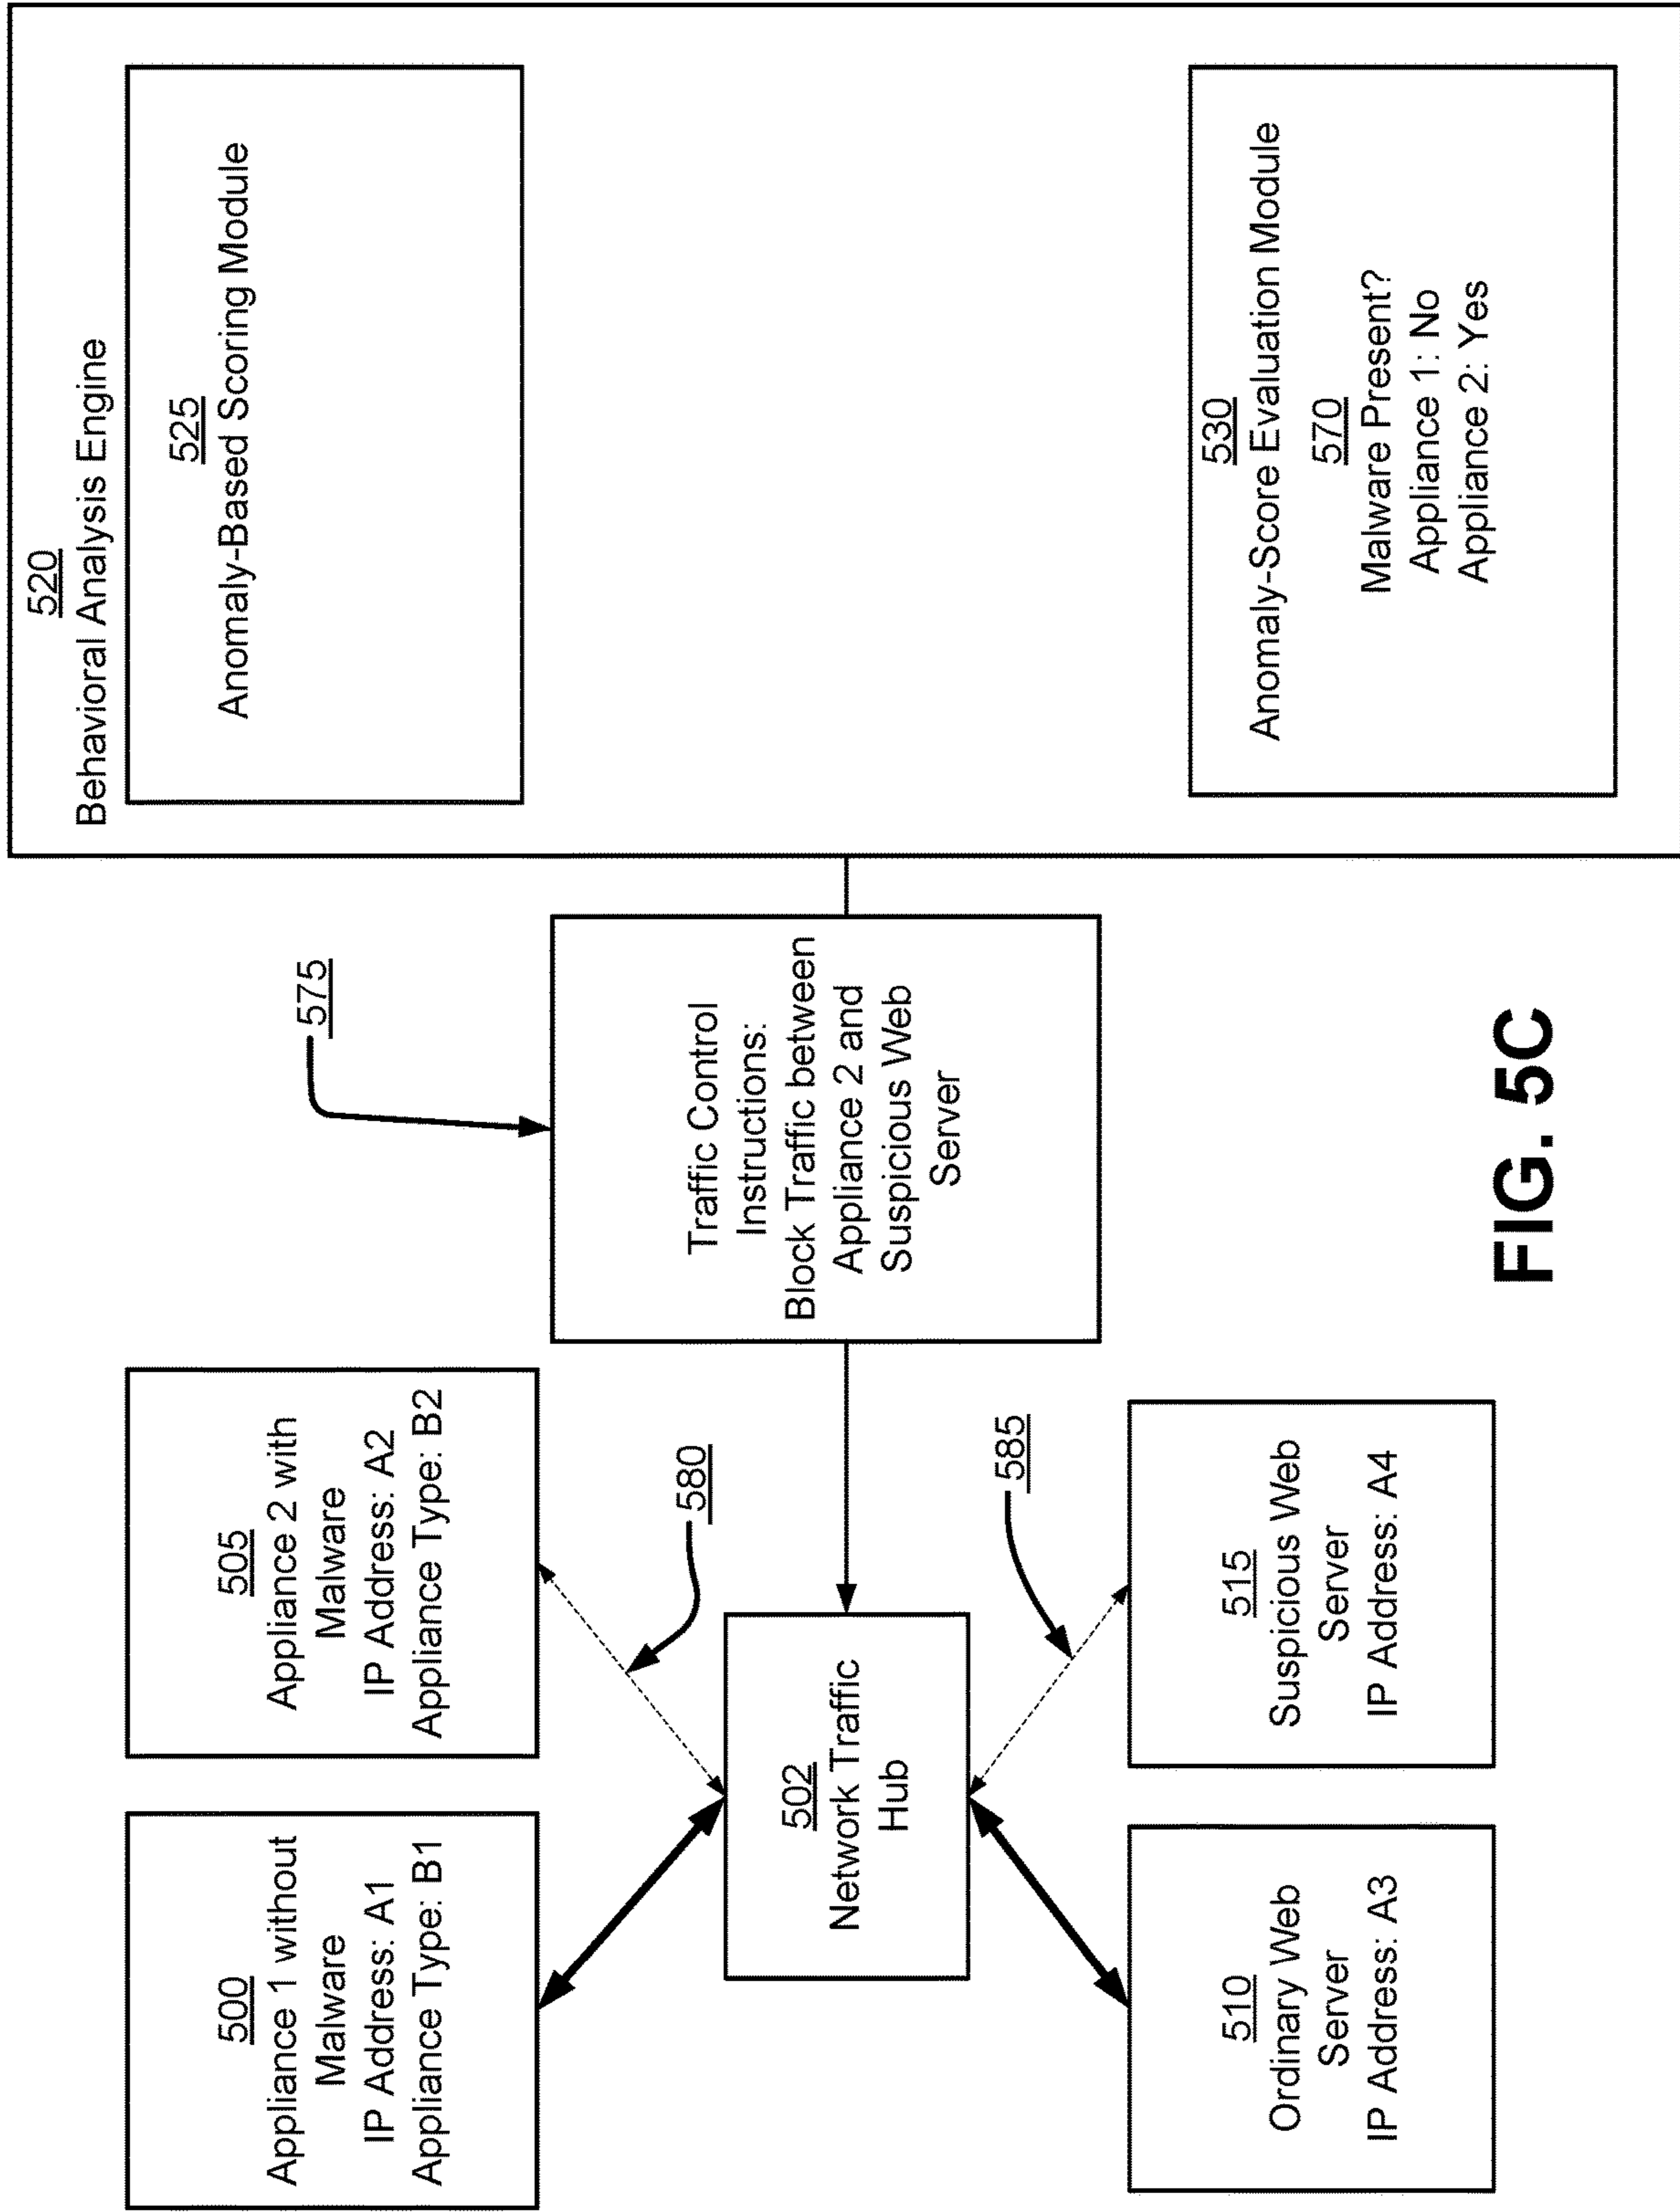 500
Appliance 1 without
Malware
IP Address: A1
Appliance Type: B1
505
Appliance 2 with
Malware
IP Address: A2
Appliance Type: B2
575
520
Behavioral Analysis Engine
525
Anomaly-Based Scoring Module
580
502
Network Traffic
Hub
Traffic Control
Instructions:
Block Traffic between
Appliance 2 and
Suspicious Web
Server
585
510
Ordinary Web
Server
IP Address: A3
515
Suspicious Web
Server
IP Address: A4
530
Anomaly-Score Evaluation Module
570
Malware Present?
Appliance 1: No
Appliance 2: Yes
FIG. 5C